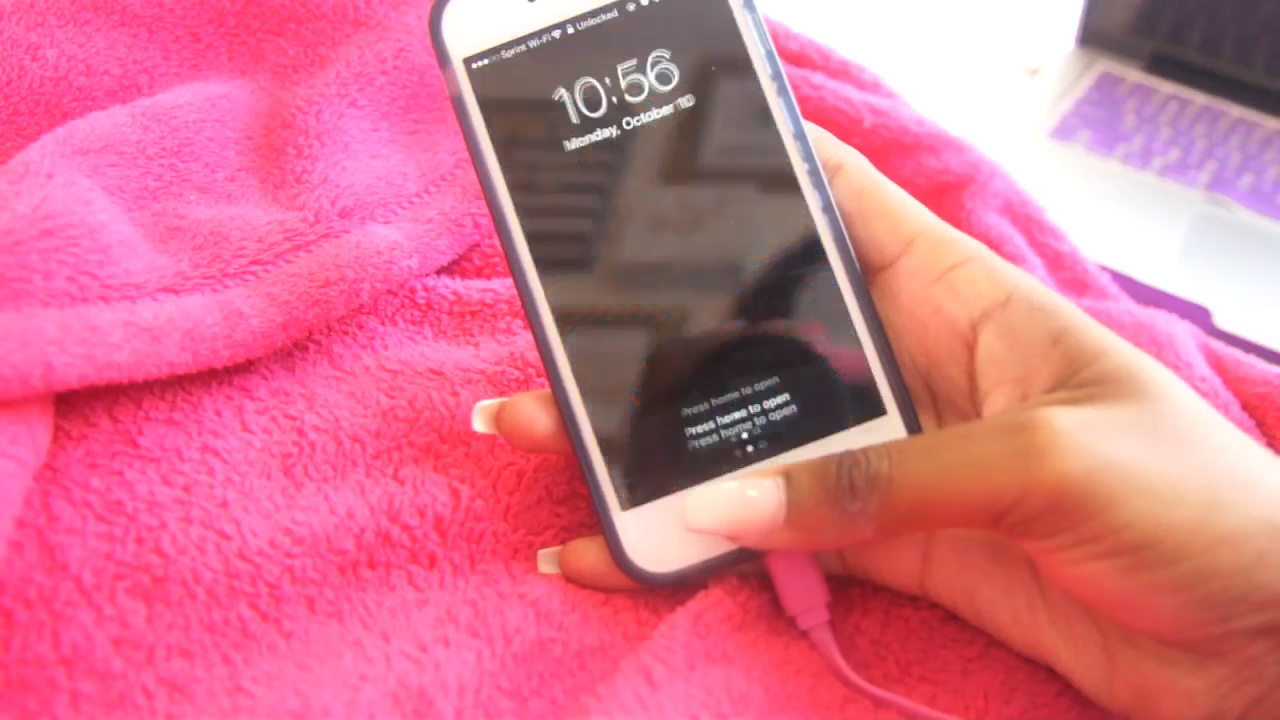 Sprint Wi-Fi Unlocked
10:56
Monday, October 10
Press home to open
Press home to open
Press home to open